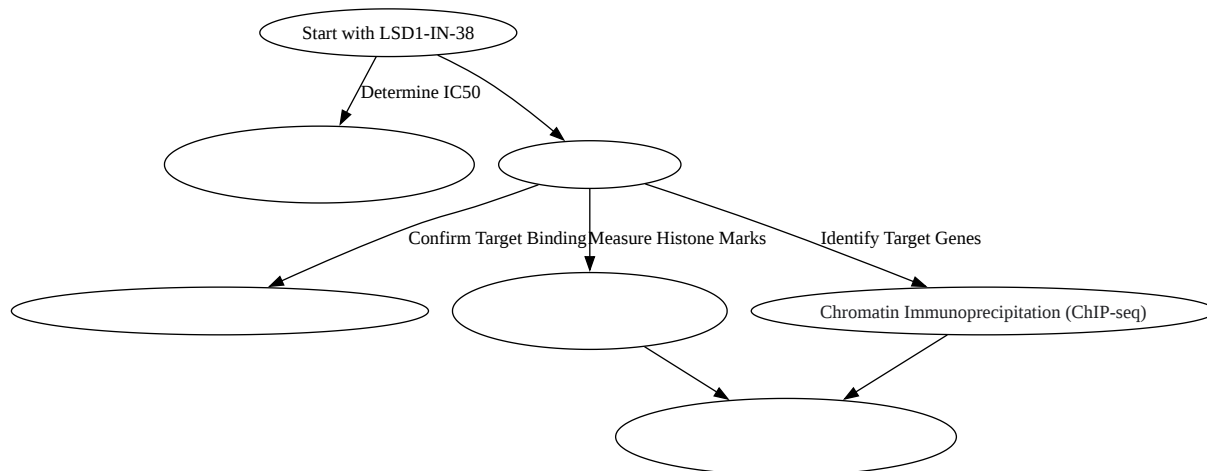 Start with LSD1-IN-38
Determine IC50
Confirm Target Binding
Measure Histone Marks
Identify Target Genes
Chromatin Immunoprecipitation (ChIP-seq)